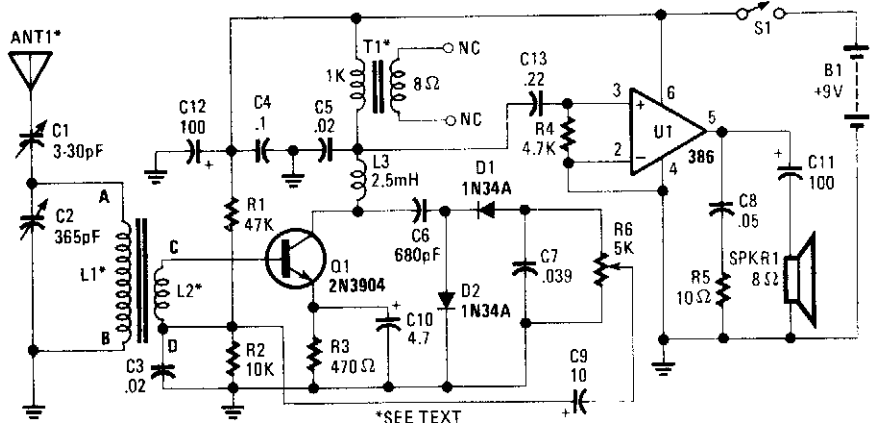 ANT1*
C1
3-30pF
C2
365pF
A
L1*
B
C
L2*
D
C3
.02
C12
100
+
C4
.1
C5
.02
R1
47K
R2
10K
T1*
1K
8Ω
NC
NC
L3
2.5mH
Q1
2N3904
R3
470Ω
+
C10
4.7
C6
680pF
D1
1N34A
D2
1N34A
C7
.039
R6
5K
C9
10
+
*SEE TEXT
C13
.22
R4
4.7K
3
+
2
−
6
U1
5
4
386
S1
B1
+9V
+
C11
100
C8
.05
R5
10Ω
SPKR1
8Ω